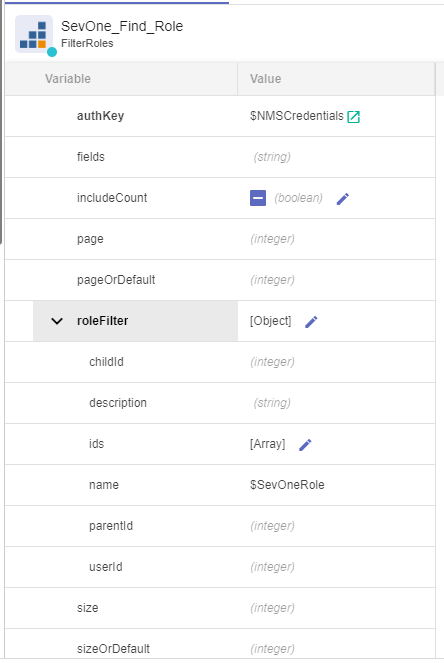 SevOne_Find_Role
FilterRoles
Variable Value
authKey $NMSCredentials
fields (string)
includeCount (boolean)
page (integer)
pageOrDefault (integer)
roleFilter [Object]
childId (integer)
description (string)
ids [Array]
name $SevOneRole
parentId (integer)
userId (integer)
size (integer)
sizeOrDefault (integer)